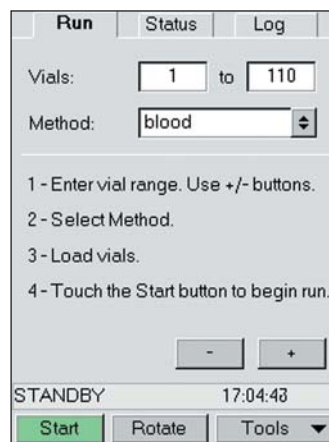 Run Status Log
Vials: 1 to 110
Method: blood
1 - Enter vial range. Use +/- buttons.
2 - Select Method.
3 - Load vials.
4 - Touch the Start button to begin run.
- +
STANDBY 17:04:43
Start Rotate Tools